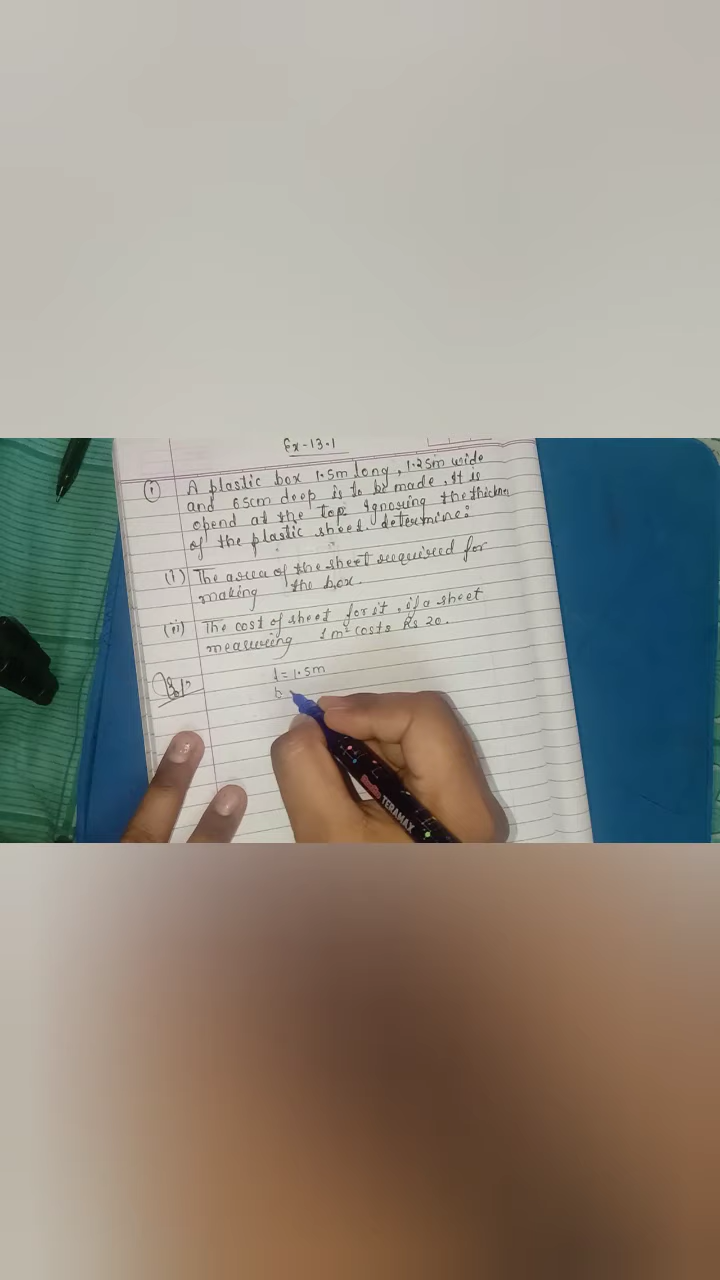 Ex-13.1
(1) A plastic box 1.5m long, 1.25m wide
and 65cm deep is to be made. It is
opend at the top ignoring the thickne
of the plastic sheet. determine:
(i) The area of the sheet required for
making the box.
(ii) The cost of sheet for it, if a sheet
measuring 1m² costs Rs 20.
Sol:
l = 1.5m
b
TERAMAX